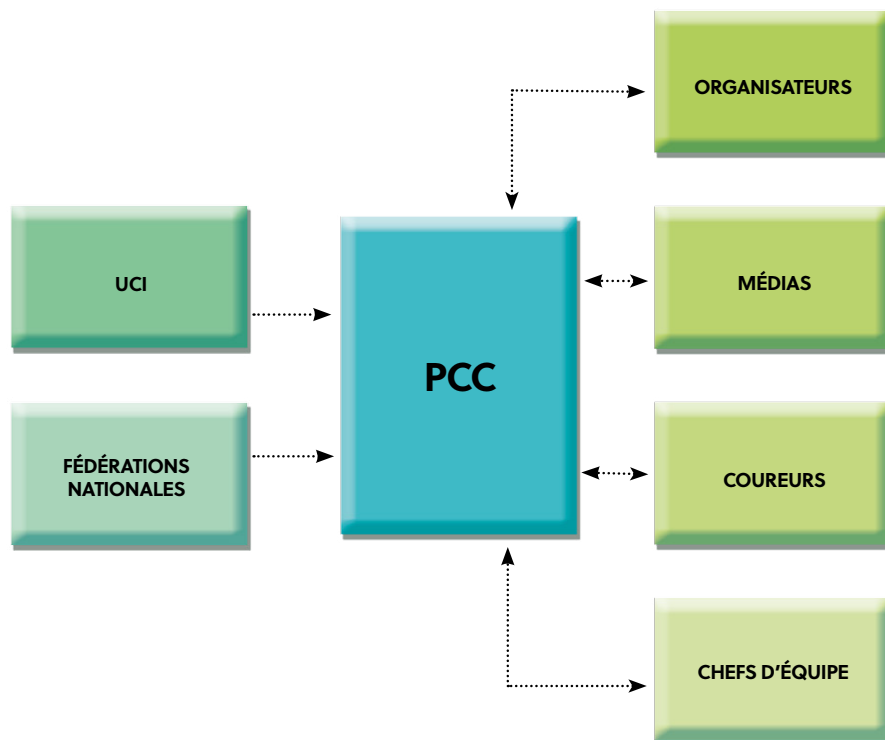 ORGANISATEURS
UCI
MÉDIAS
PCC
FÉDÉRATIONS
NATIONALES
COUREURS
CHEFS D’ÉQUIPE